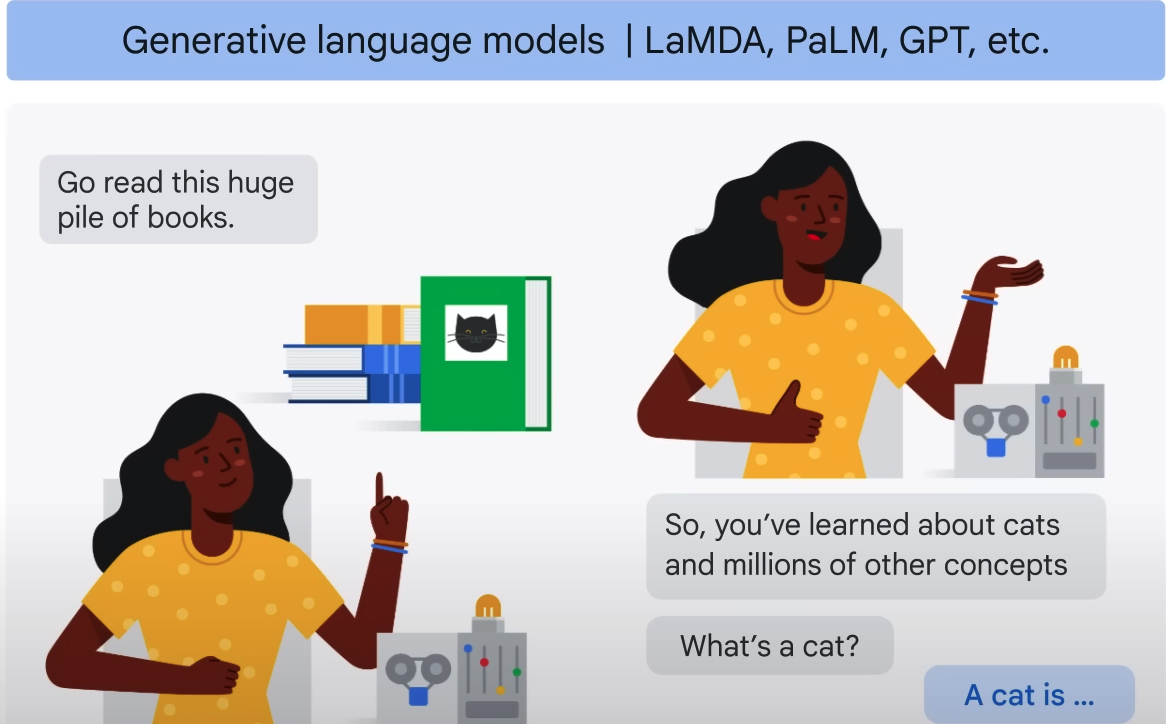 Generative language models | LaMDA, PaLM, GPT, etc.
Go read this huge
pile of books.
So, you’ve learned about cats
and millions of other concepts
What’s a cat?
A cat is ...